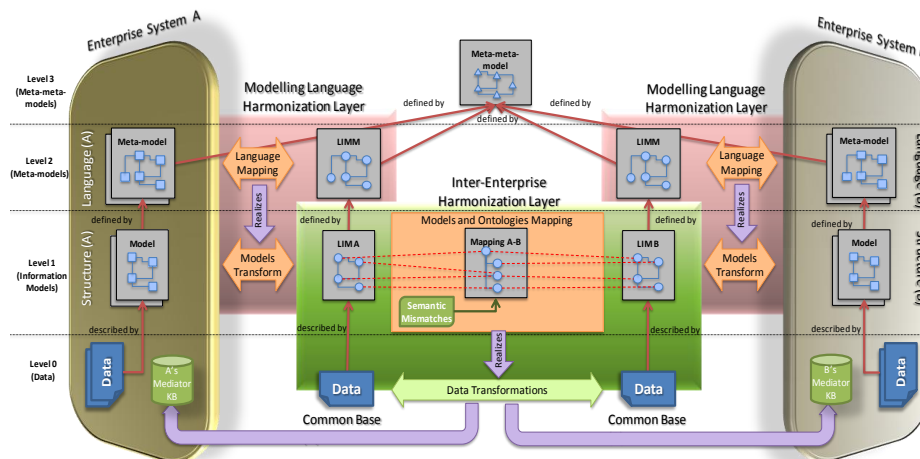 Enterprise System A
Enterprise System
Level 3
(Meta-meta-
models)
Modelling Language
Harmonization Layer
Meta-meta-
model
Modelling Language
Harmonization Layer
defined by
defined by
defined by
defined by
Level 2
(Meta-models)
Language (A)
Meta-model
Language
Mapping
LIMM
LIMM
Language
Mapping
Meta-model
Realizes
Inter-Enterprise
Harmonization Layer
Realizes
defined by
defined by
defined by
defined by
Models and Ontologies Mapping
Level 1
(Information
Models)
Structure (A)
Model
Models
Transform
LIM A
Mapping A-B
LIM B
Models
Transform
Model
Semantic
Mismatches
described by
described by
described by
described by
Realizes
Level 0
(Data)
Data
A's
Mediator
KB
Data
Data Transformations
Data
B's
Mediator
KB
Data
Common Base
Common Base